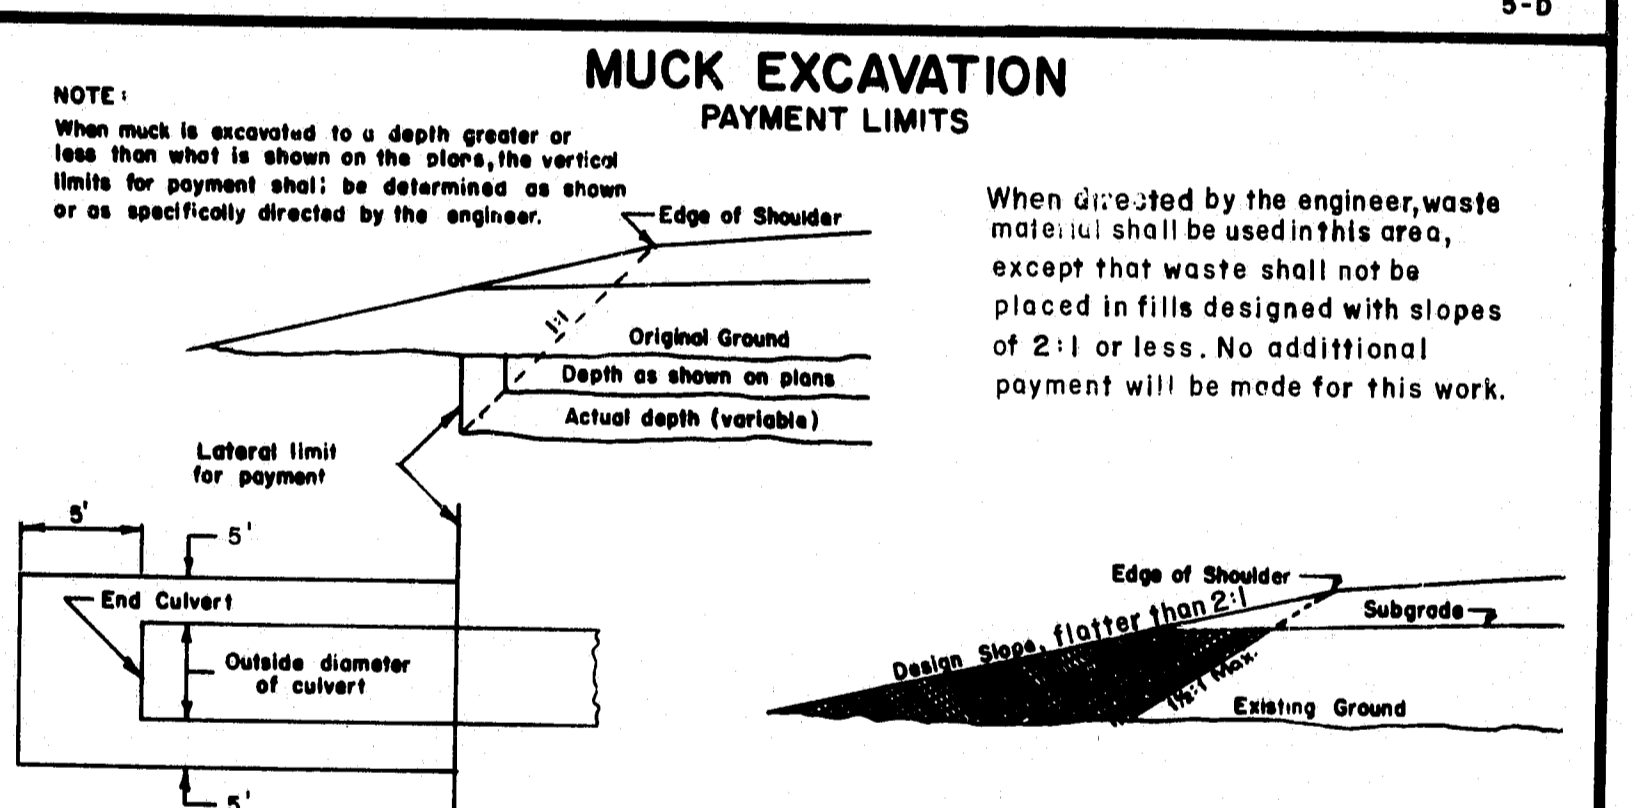 5-D
MUCK EXCAVATION
PAYMENT LIMITS
NOTE:
When muck is excavated to a depth greater or
less than what is shown on the plans, the vertical
limits for payment shall be determined as shown
or as specifically directed by the engineer.
Edge of Shoulder
1:1
Original Ground
Depth as shown on plans
Actual depth (variable)
Lateral limit
for payment
When directed by the engineer, waste
material shall be used in this area,
except that waste shall not be
placed in fills designed with slopes
of 2:1 or less. No addittional
payment will be made for this work.
5'
5'
End Culvert
Outside diameter
of culvert
5'
Edge of Shoulder
Design Slope, flatter than 2:1
Subgrade
1½:1 Max.
Existing Ground